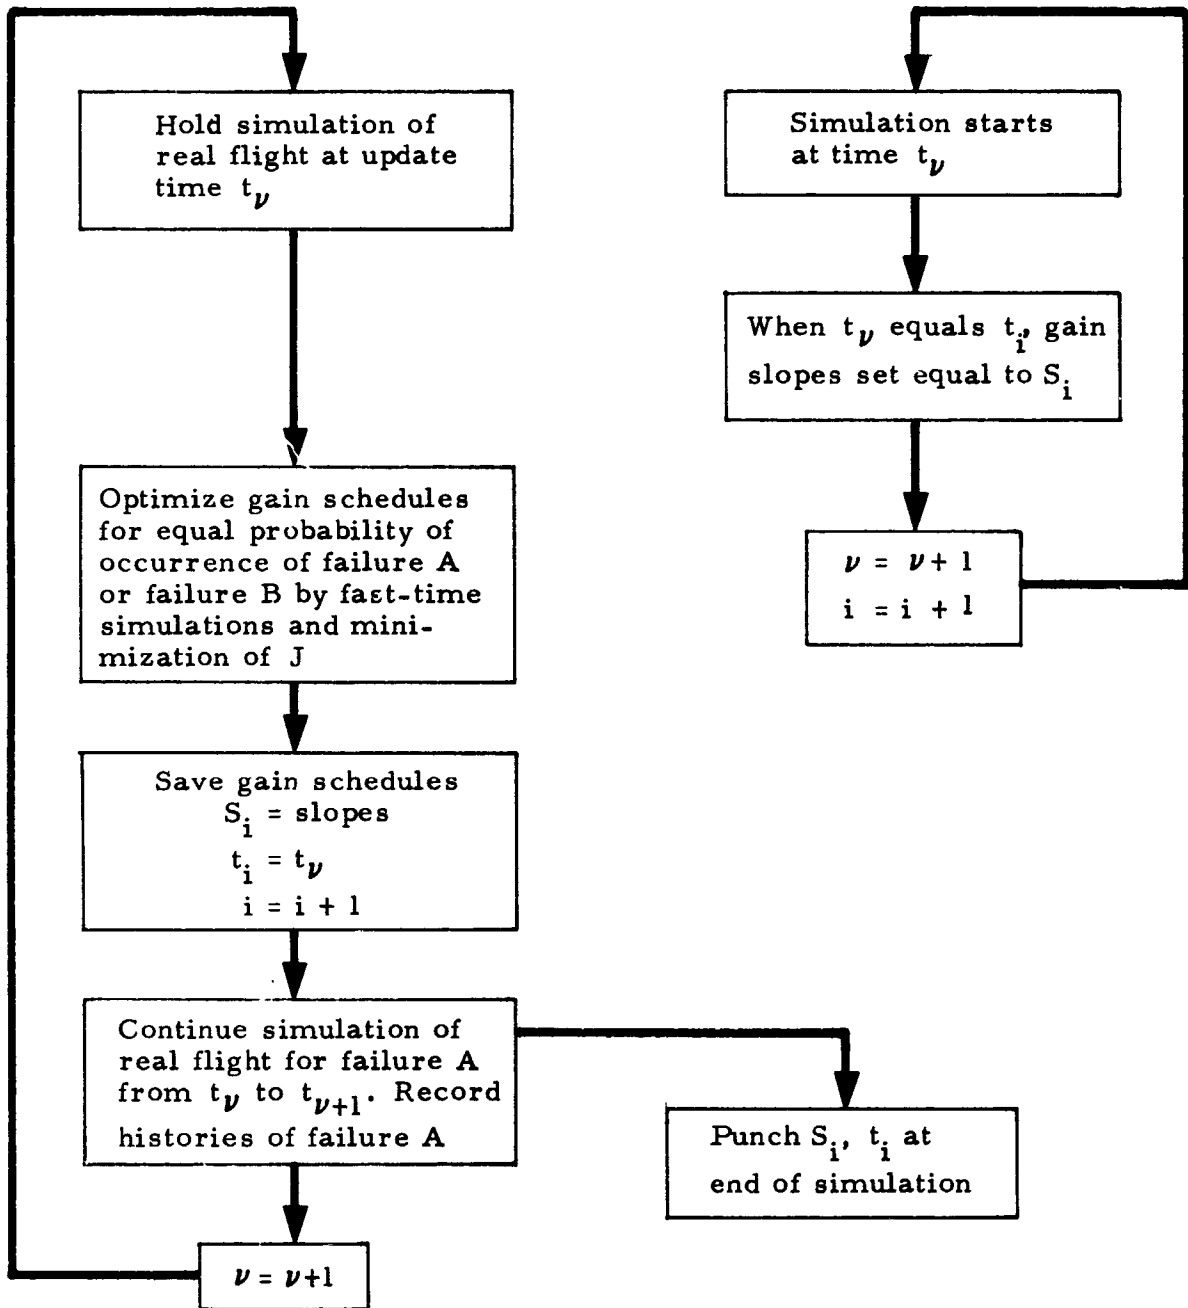 Hold simulation of
real flight at update
time tν
Optimize gain schedules
for equal probability of
occurrence of failure A
or failure B by fast-time
simulations and mini-
mization of J
Save gain schedules
Si = slopes
ti = tν
i = i + 1
Continue simulation of
real flight for failure A
from tν to tν+1. Record
histories of failure A
ν = ν+1
Punch Si, ti at
end of simulation
Simulation starts
at time tν
When tν equals ti, gain
slopes set equal to Si
ν = ν + 1
i = i + 1